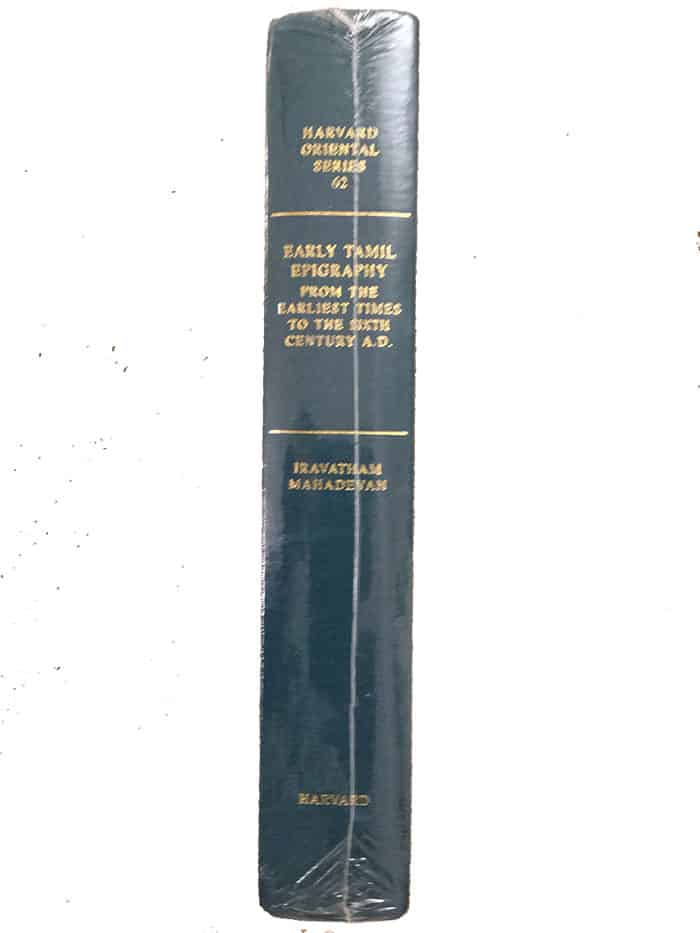 HARVARD
ORIENTAL
SERIES
62
EARLY TAMIL
EPIGRAPHY
FROM THE
EARLIEST TIMES
TO THE SIXTH
CENTURY A.D.
IRAVATHAM
MAHADEVAN
HARVARD